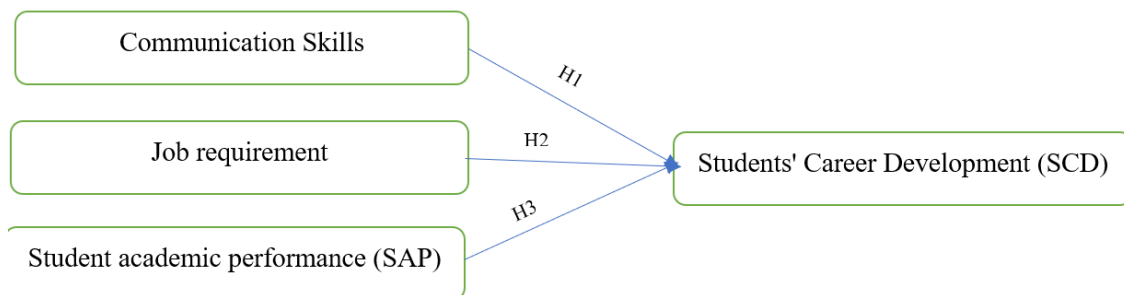 Communication Skills
H1
Job requirement
H2
Students' Career Development (SCD)
H3
Student academic performance (SAP)